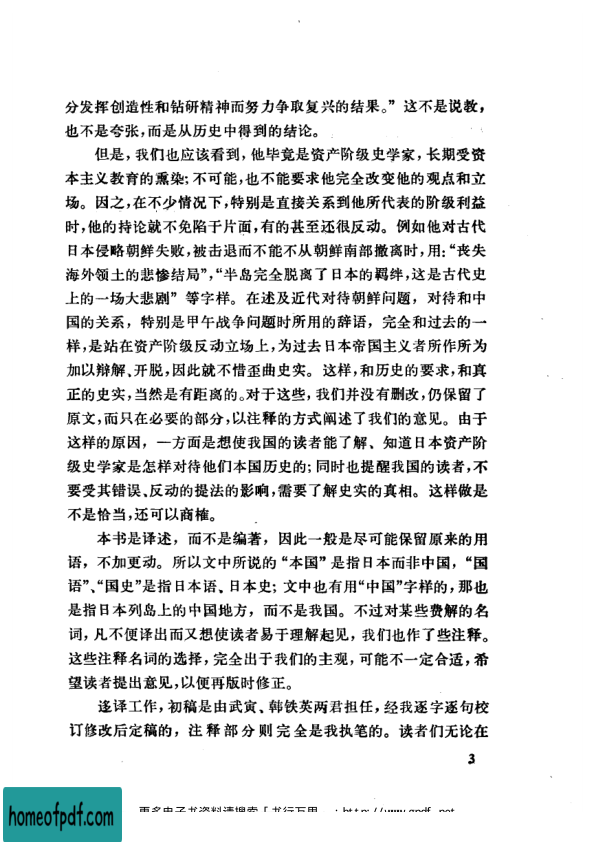 分发挥创造性和钻研精神而努力争取复兴的结果。”这不是说教，
也不是夸张，而是从历史中得到的结论。
但是，我们也应该看到，他毕竟是资产阶级史学家，长期受资
本主义教育的熏染；不可能，也不能要求他完全改变他的观点和立
场。因之，在不少情况下，特别是直接关系到他所代表的阶级利益
时，他的持论就不免陷于片面，有的甚至还很反动。例如他对古代
日本侵略朝鲜失败，被击退而不能不从朝鲜南部撤离时，用：“丧失
海外领土的悲惨结局”，“半岛完全脱离了日本的羁绊，这是古代史
上的一场大悲剧”等字样。在述及近代对待朝鲜问题，对待和中
国的关系，特别是甲午战争问题时所用的辞语，完全和过去的一
样，是站在资产阶级反动立场上，为过去日本帝国主义者所作所为
加以辩解、开脱，因此就不惜歪曲史实。这样，和历史的要求，和真
正的史实，当然是有距离的。对于这些，我们并没有删改，仍保留了
原文，而只在必要的部分，以注释的方式阐述了我们的意见。由于
这样的原因，一方面是想使我国的读者能了解、知道日本资产阶
级史学家是怎样对待他们本国历史的；同时也提醒我国的读者，不
要受其错误、反动的提法的影响，需要了解史实的真相。这样做是
不是恰当，还可以商榷。
本书是译述，而不是编著，因此一般是尽可能保留原来的用
语，不加更动。所以文中所说的“本国”是指日本而非中国，“国
语”、“国史”是指日本语、日本史；文中也有用“中国”字样的，那也
是指日本列岛上的中国地方，而不是我国。不过对某些费解的名
词，凡不便译出而又想使读者易于理解起见，我们也作了些注释。
这些注释名词的选择，完全出于我们的主观，可能不一定合适，希
望读者提出意见，以便再版时修正。
迻译工作，初稿是由武寅、韩铁英两君担任，经我逐字逐句校
订修改后定稿的，注释部分则完全是我执笔的。读者们无论在
3
homeofpdf.com